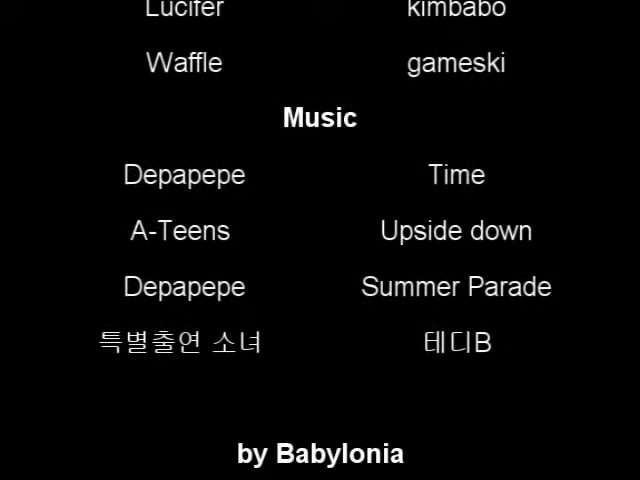 Lucifer kimbabo
Waffle gameski
Music
Depapepe Time
A-Teens Upside down
Depapepe Summer Parade
특별출연 소녀 테디B
by Babylonia